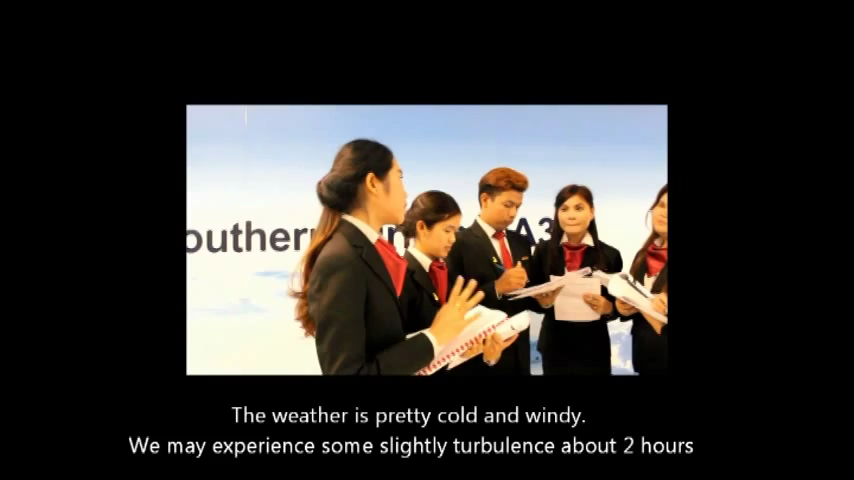 The weather is pretty cold and windy.
We may experience some slightly turbulence about 2 hours